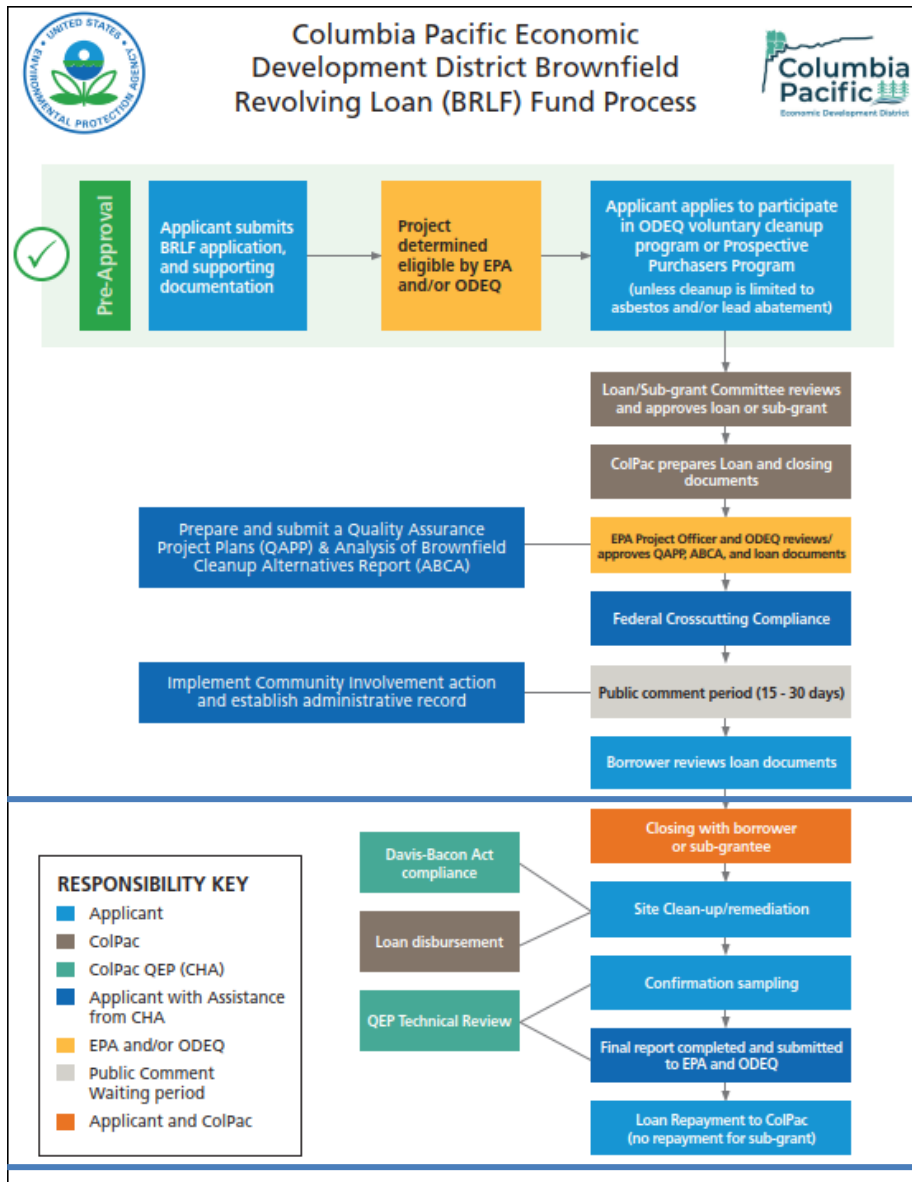 UNITED STATES
ENVIRONMENTAL PROTECTION AGENCY
Columbia Pacific Economic
Development District Brownfield
Revolving Loan (BRLF) Fund Process
Columbia
Pacific
Economic Development District
Pre-Approval
Applicant submits
BRLF application,
and supporting
documentation
Project
determined
eligible by EPA
and/or ODEQ
Applicant applies to participate
in ODEQ voluntary cleanup
program or Prospective
Purchasers Program
(unless cleanup is limited to
asbestos and/or lead abatement)
Loan/Sub-grant Committee reviews
and approves loan or sub-grant
ColPac prepares Loan and closing
documents
Prepare and submit a Quality Assurance
Project Plans (QAPP) & Analysis of Brownfield
Cleanup Alternatives Report (ABCA)
EPA Project Officer and ODEQ reviews/
approves QAPP, ABCA, and loan documents
Federal Crosscutting Compliance
Implement Community Involvement action
and establish administrative record
Public comment period (15 - 30 days)
Borrower reviews loan documents
Closing with borrower
or sub-grantee
Davis-Bacon Act
compliance
Site Clean-up/remediation
Loan disbursement
Confirmation sampling
QEP Technical Review
Final report completed and submitted
to EPA and ODEQ
Loan Repayment to ColPac
(no repayment for sub-grant)
RESPONSIBILITY KEY
Applicant
ColPac
ColPac QEP (CHA)
Applicant with Assistance
from CHA
EPA and/or ODEQ
Public Comment
Waiting period
Applicant and ColPac